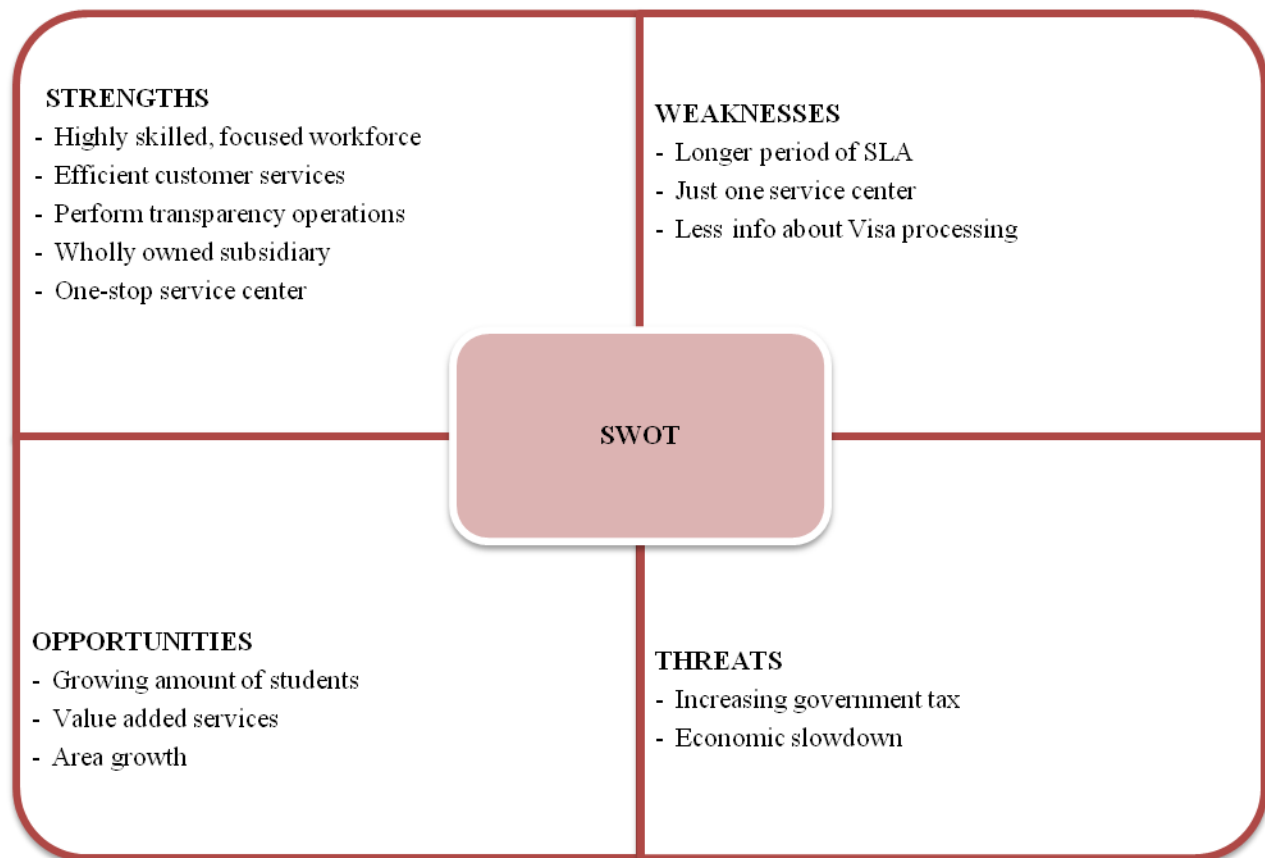 STRENGTHS
- Highly skilled, focused workforce
- Efficient customer services
- Perform transparency operations
- Wholly owned subsidiary
- One-stop service center
WEAKNESSES
- Longer period of SLA
- Just one service center
- Less info about Visa processing
SWOT
OPPORTUNITIES
- Growing amount of students
- Value added services
- Area growth
THREATS
- Increasing government tax
- Economic slowdown